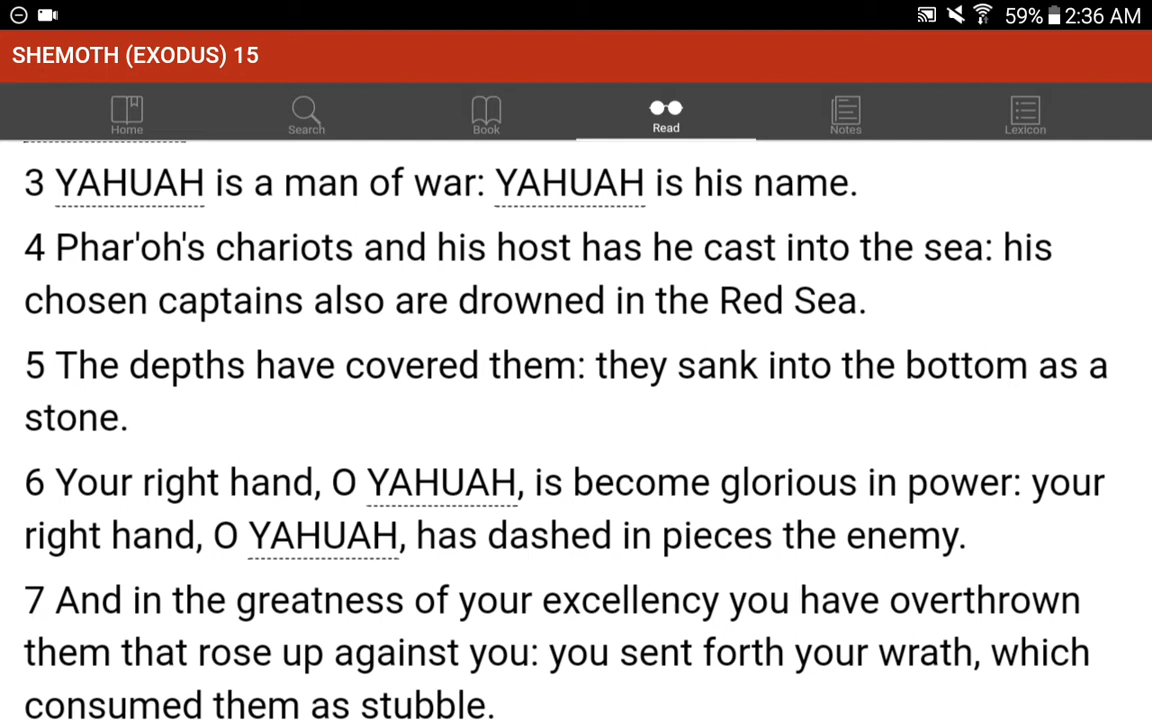 59% 2:36 AM
SHEMOTH (EXODUS) 15
Home Search Book Read Notes Lexicon
3 YAHUAH is a man of war: YAHUAH is his name.
4 Phar'oh's chariots and his host has he cast into the sea: his
chosen captains also are drowned in the Red Sea.
5 The depths have covered them: they sank into the bottom as a
stone.
6 Your right hand, O YAHUAH, is become glorious in power: your
right hand, O YAHUAH, has dashed in pieces the enemy.
7 And in the greatness of your excellency you have overthrown
them that rose up against you: you sent forth your wrath, which
consumed them as stubble.